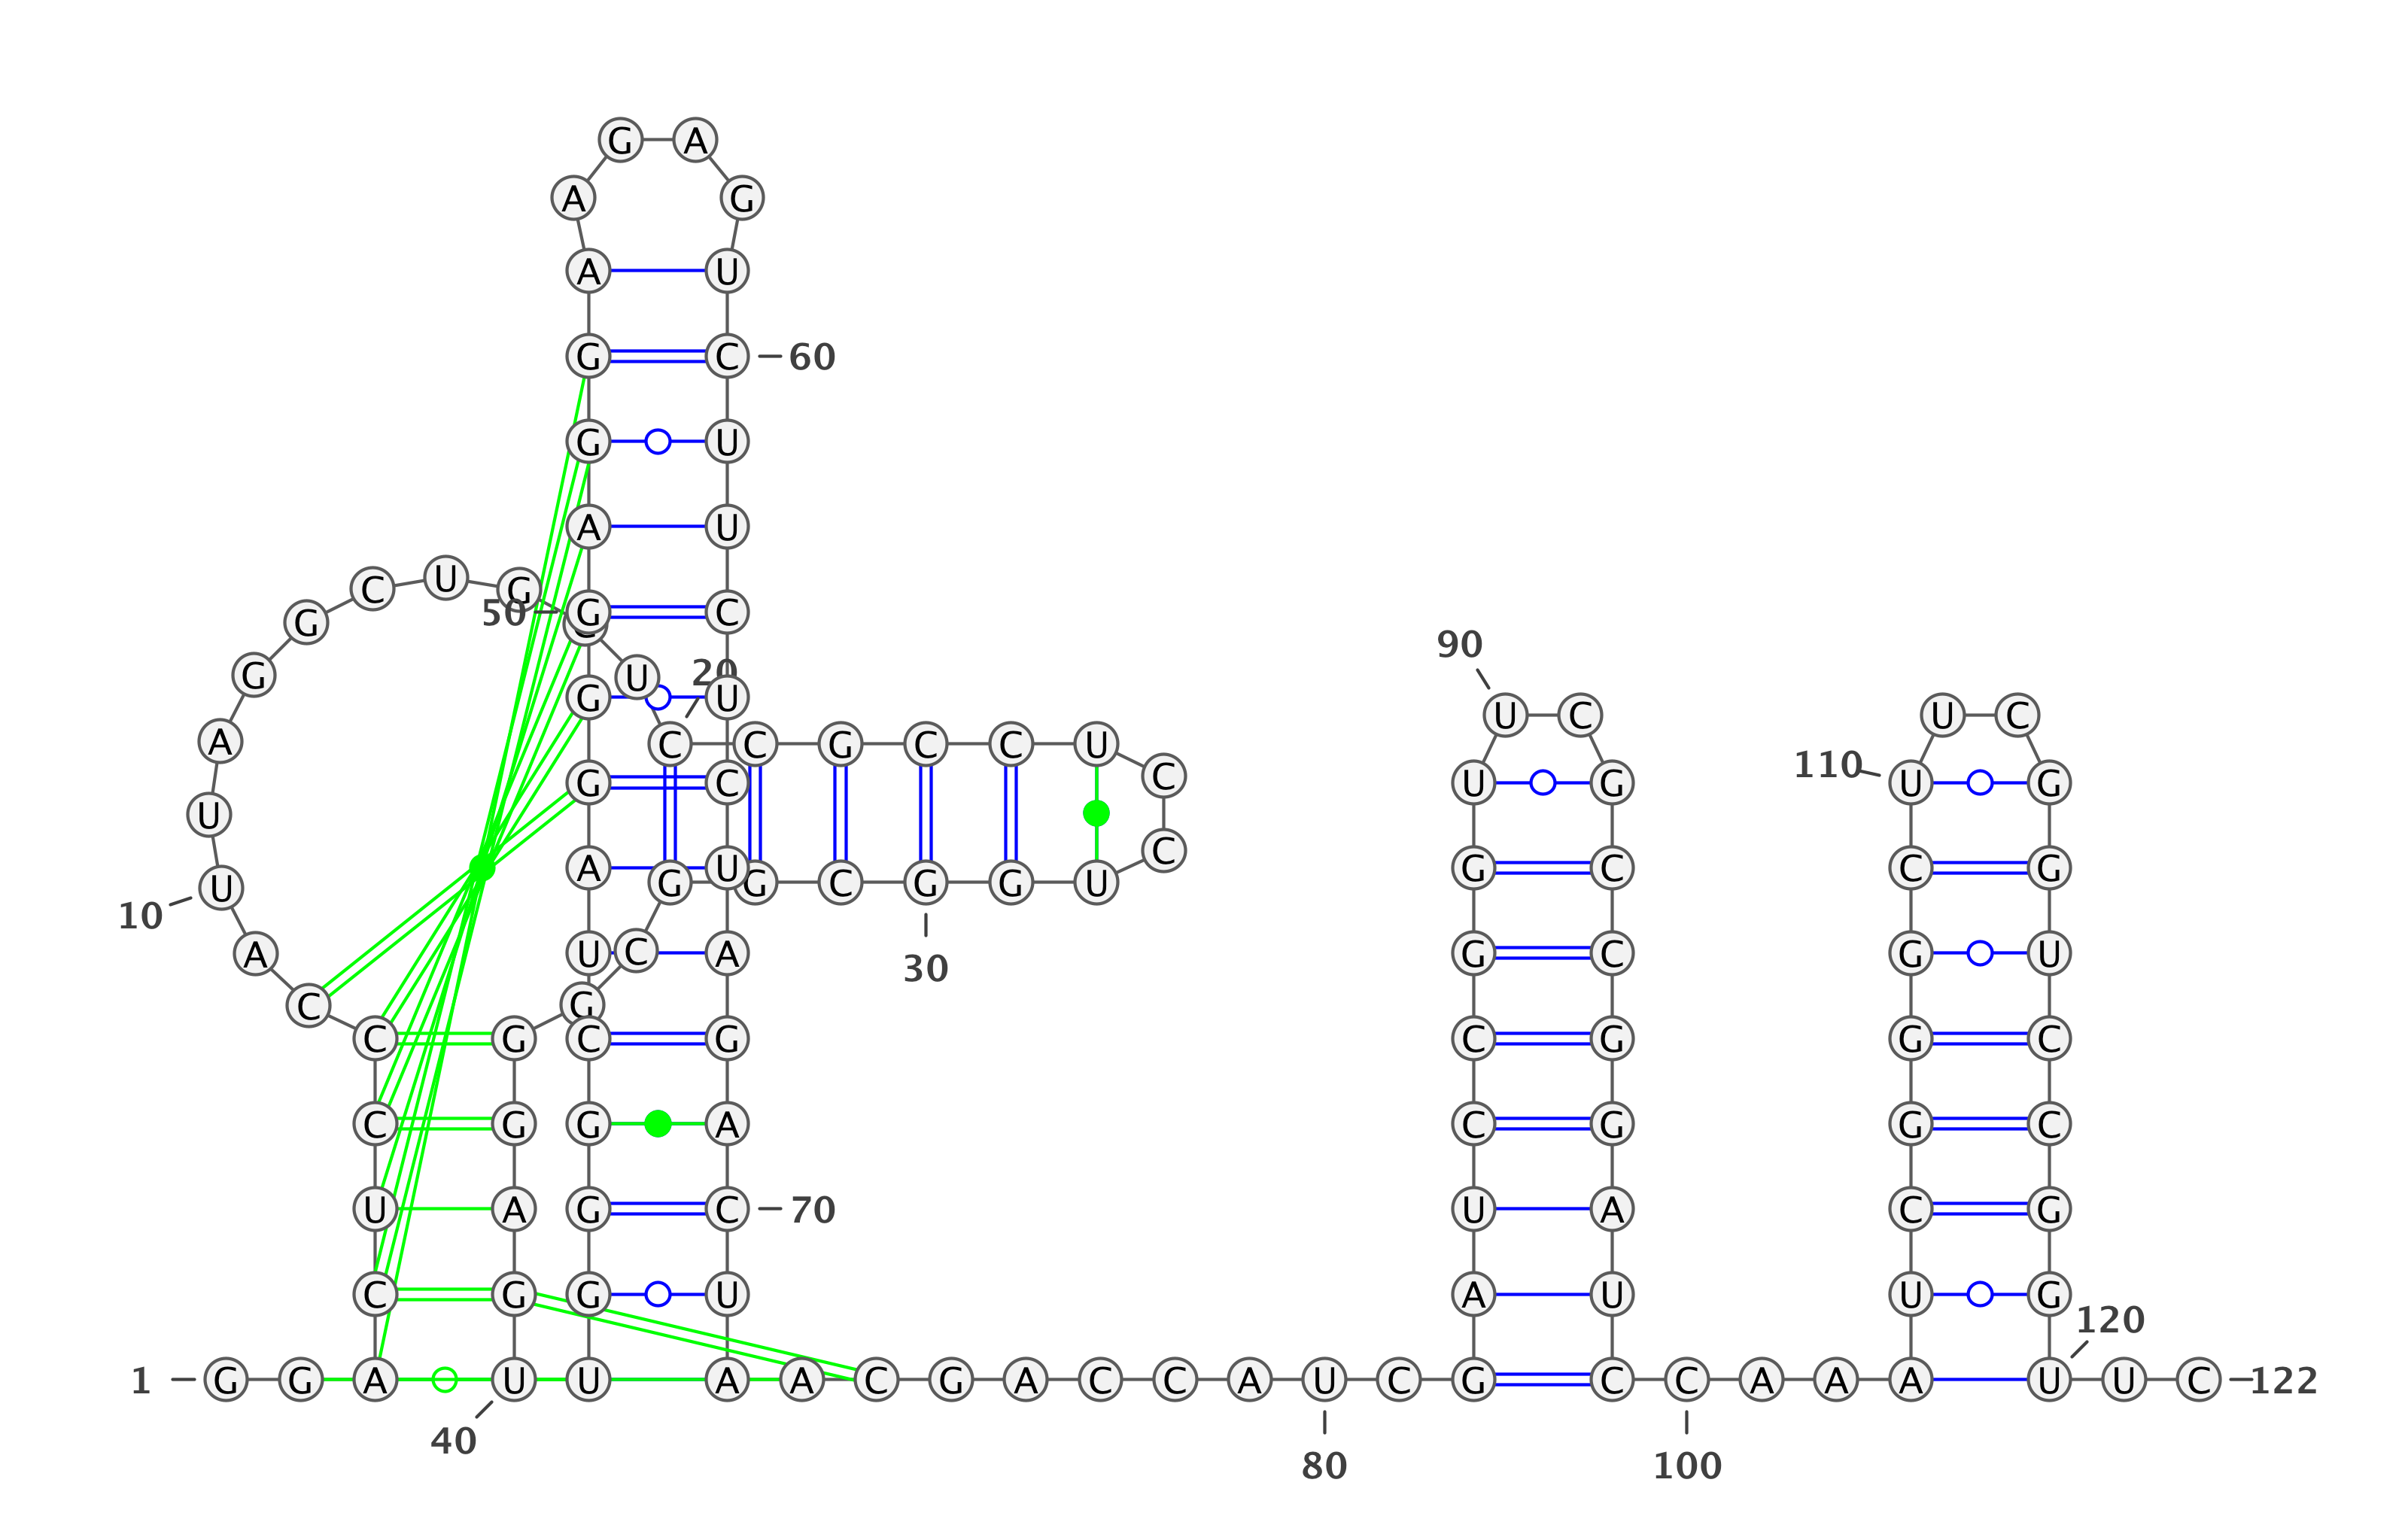 G A
A G
A U
G C 60
G U
A U
C U G
50 G C
G C
90
G U 20
G U
U C U C
A C C G C C U
110 C
G C U G U G
U
C
A U G C C G
U G G C G G U
10
A U C A G C G U
30
C G
C G C G C G G C
C G G A C G G C
U A G C 70 U A C G
C G G U A U U G
120
1 G G A U U A A C G A C C A U C G C C A A A U U C 122
40
80 100